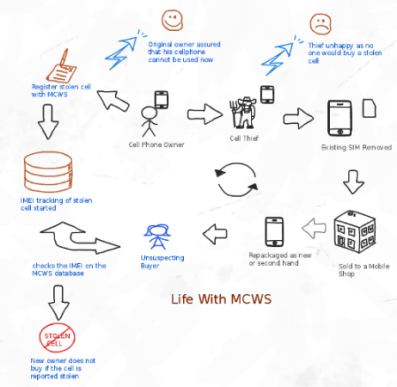 Original owner assured
that his cellphone
cannot be used now
Thief unhappy as no
one would buy a stolen
cell
Register stolen cell
with MCWS
Cell Phone Owner
Cell Thief
Existing SIM Removed
IMEI tracking of stolen
cell started
checks the IMEI on the
MCWS database
Unsuspecting
Buyer
Repackaged as new
or second hand
Sold to a Mobile
Shop
Life With MCWS
STOLEN
CELL
New owner does not
buy if the cell is
reported stolen